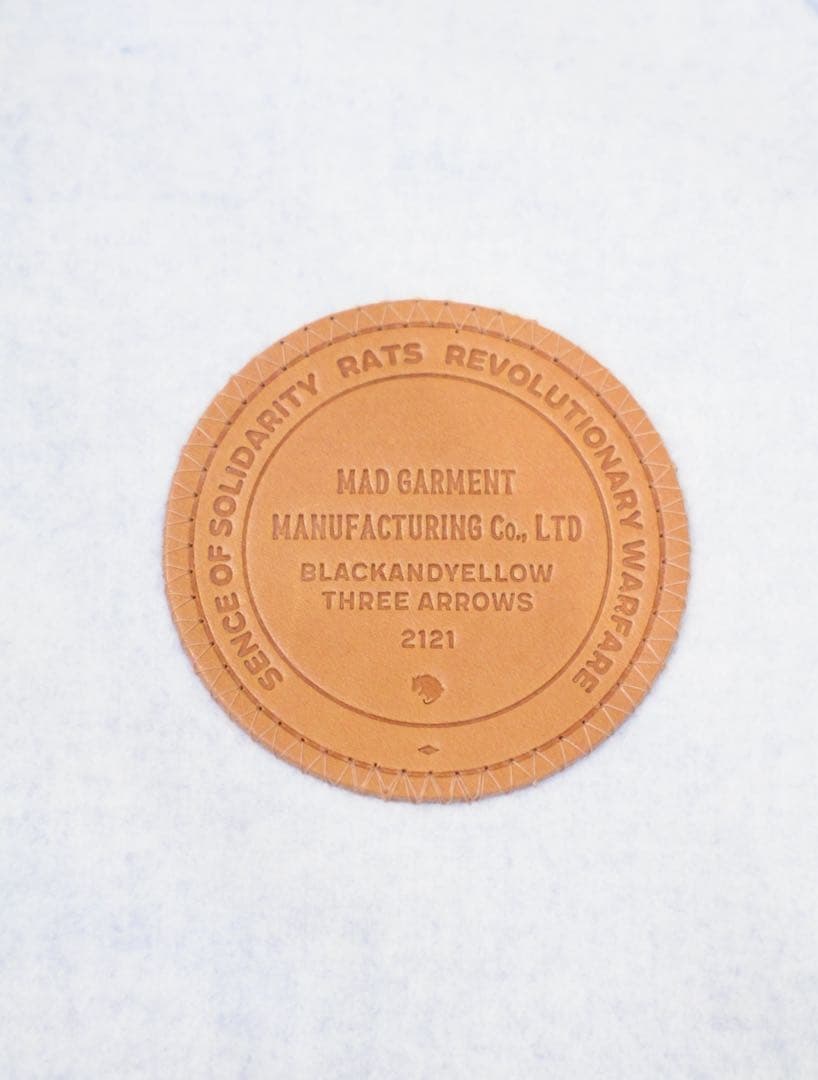 SENCE OF SOLIDARITY RATS REVOLUTIONARY WARFARE
MAD GARMENT
MANUFACTURING Co., LTD
BLACKANDYELLOW
THREE ARROWS
2121